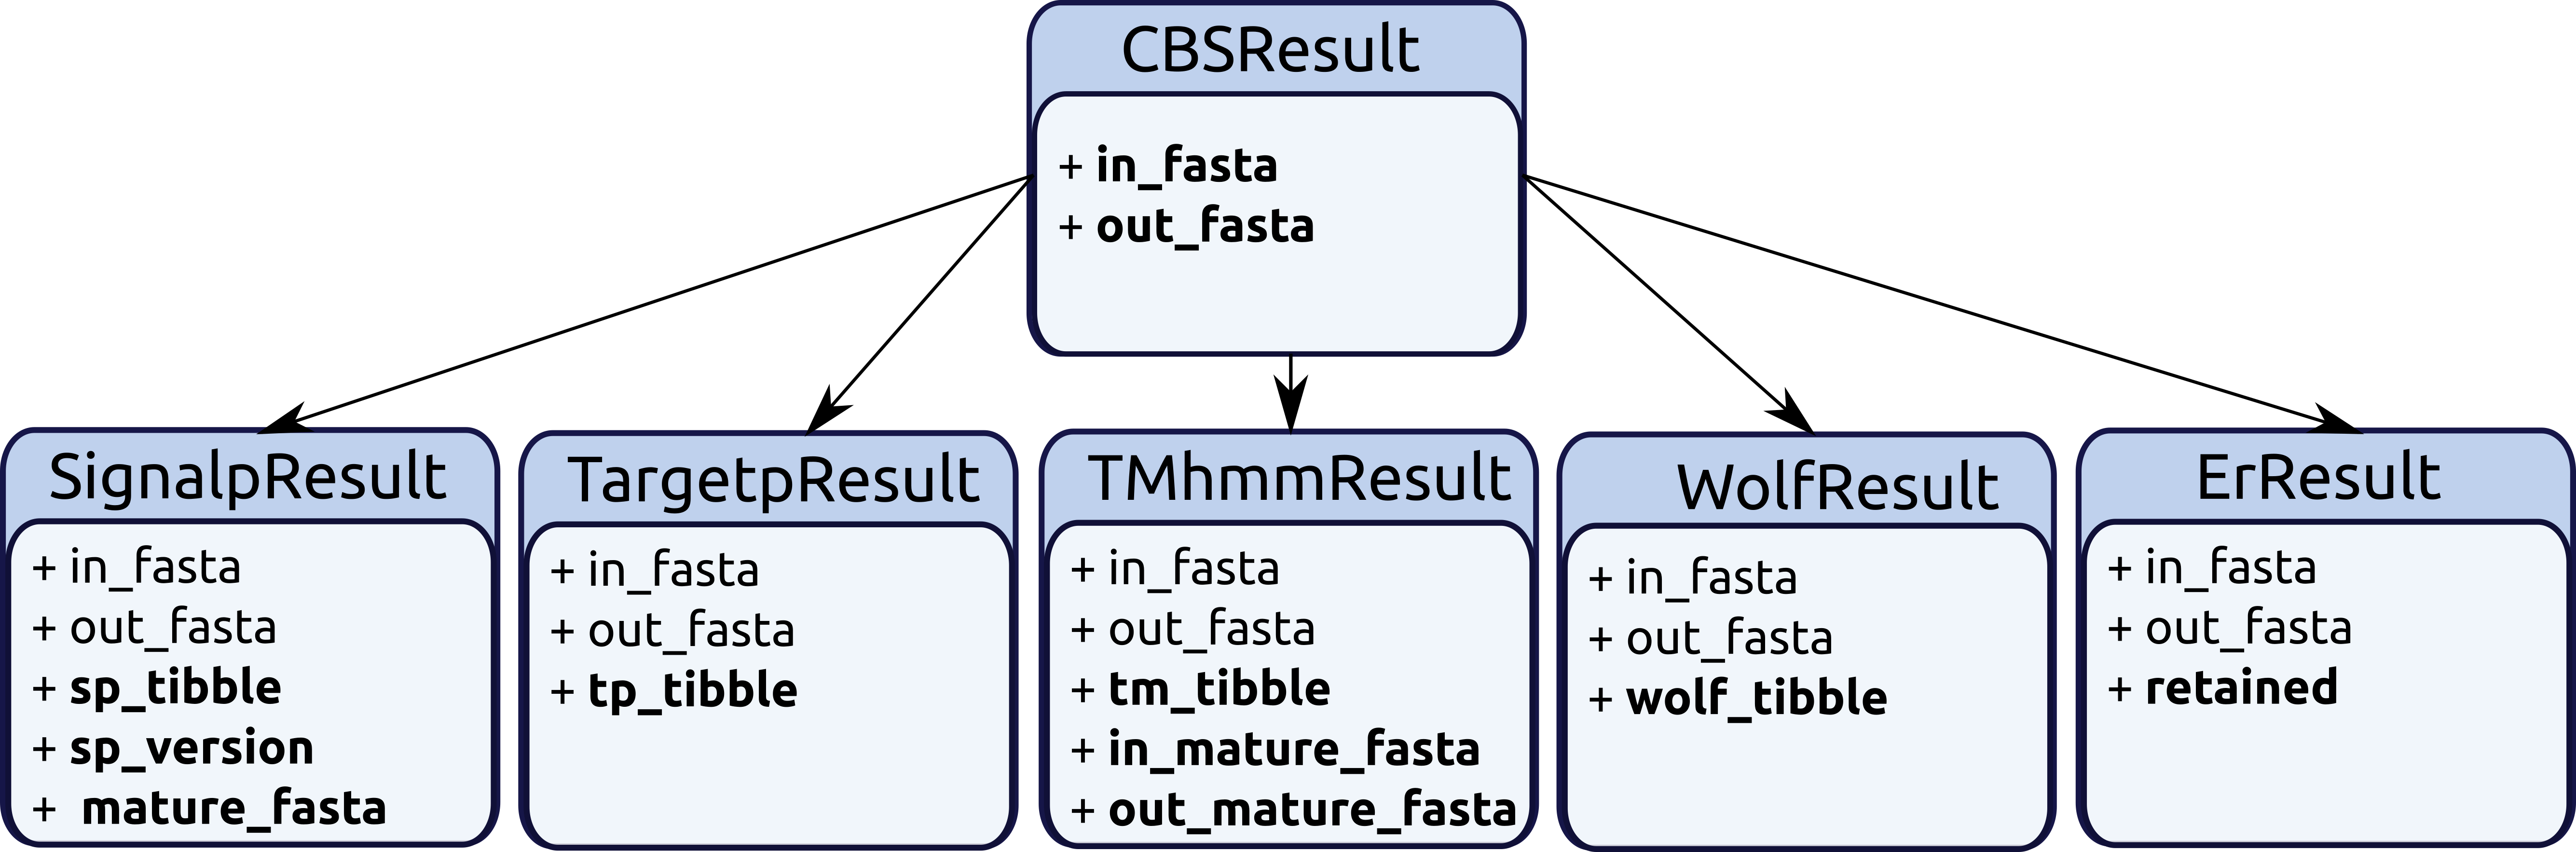 CBSResult
+ in_fasta
+ out_fasta
SignalpResult
+ in_fasta
+ out_fasta
+ sp_tibble
+ sp_version
+ mature_fasta
TargetpResult
+ in_fasta
+ out_fasta
+ tp_tibble
TMhmmResult
+ in_fasta
+ out_fasta
+ tm_tibble
+ in_mature_fasta
+ out_mature_fasta
WolfResult
+ in_fasta
+ out_fasta
+ wolf_tibble
ErResult
+ in_fasta
+ out_fasta
+ retained